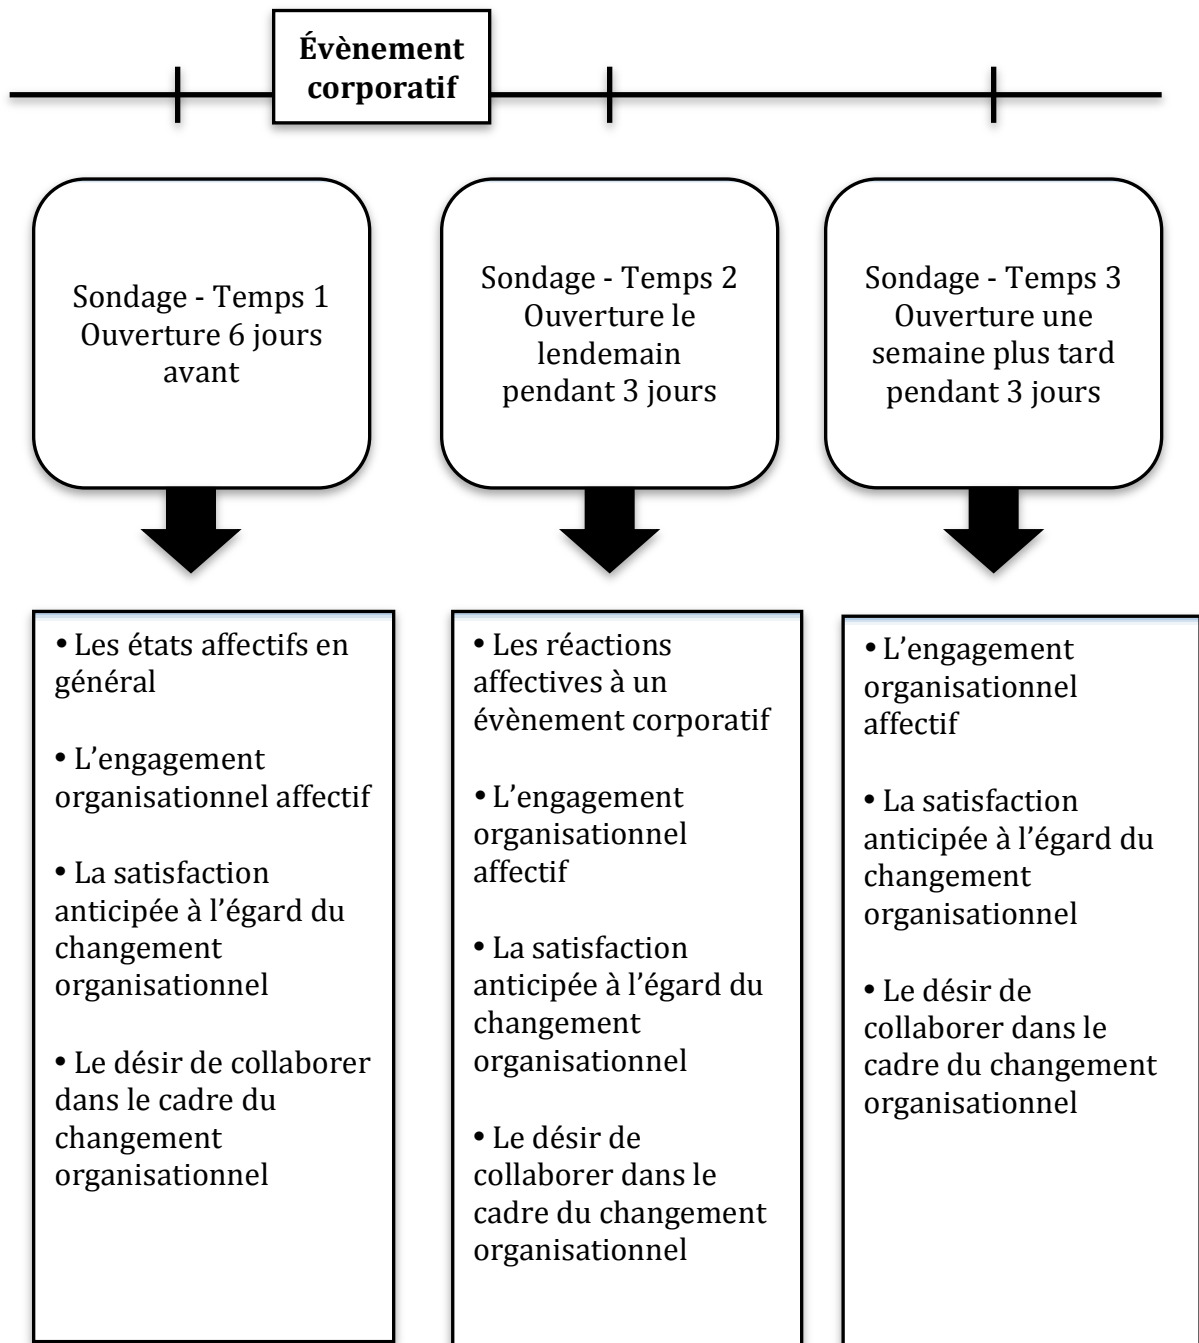 Évènement
corporatif
Sondage - Temps 1
Ouverture 6 jours
avant
Sondage - Temps 2
Ouverture le
lendemain
pendant 3 jours
Sondage - Temps 3
Ouverture une
semaine plus tard
pendant 3 jours
• Les états affectifs en
général
• L’engagement
organisationnel affectif
• La satisfaction
anticipée à l’égard du
changement
organisationnel
• Le désir de collaborer
dans le cadre du
changement
organisationnel
• Les réactions
affectives à un
évènement corporatif
• L’engagement
organisationnel
affectif
• La satisfaction
anticipée à l’égard du
changement
organisationnel
• Le désir de
collaborer dans le
cadre du changement
organisationnel
• L’engagement
organisationnel
affectif
• La satisfaction
anticipée à l’égard du
changement
organisationnel
• Le désir de
collaborer dans le
cadre du changement
organisationnel